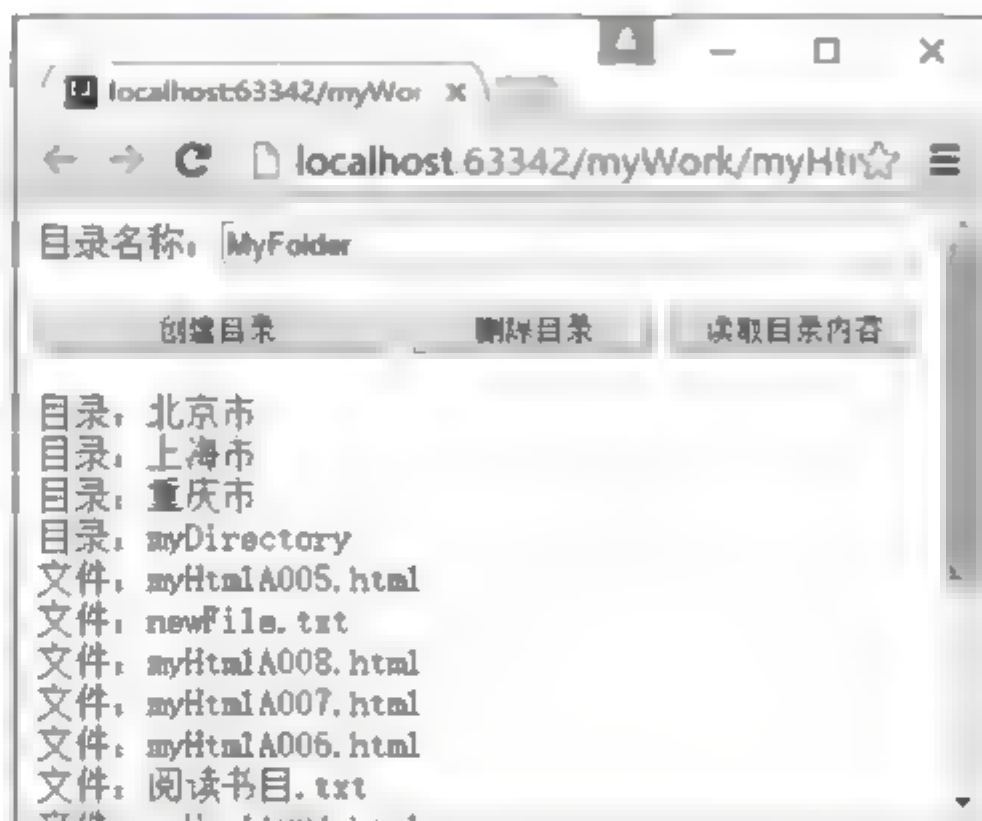 localhost:63342/myWor
localhost:63342/myWork/myHtm
目录名称：MyFolder
创建目录 删除目录 读取目录内容
目录：北京市
目录：上海市
目录：重庆市
目录：myDirectory
文件：myHtmlA005.html
文件：newFile.txt
文件：myHtmlA008.html
文件：myHtmlA007.html
文件：myHtmlA006.html
文件：阅读书目.txt